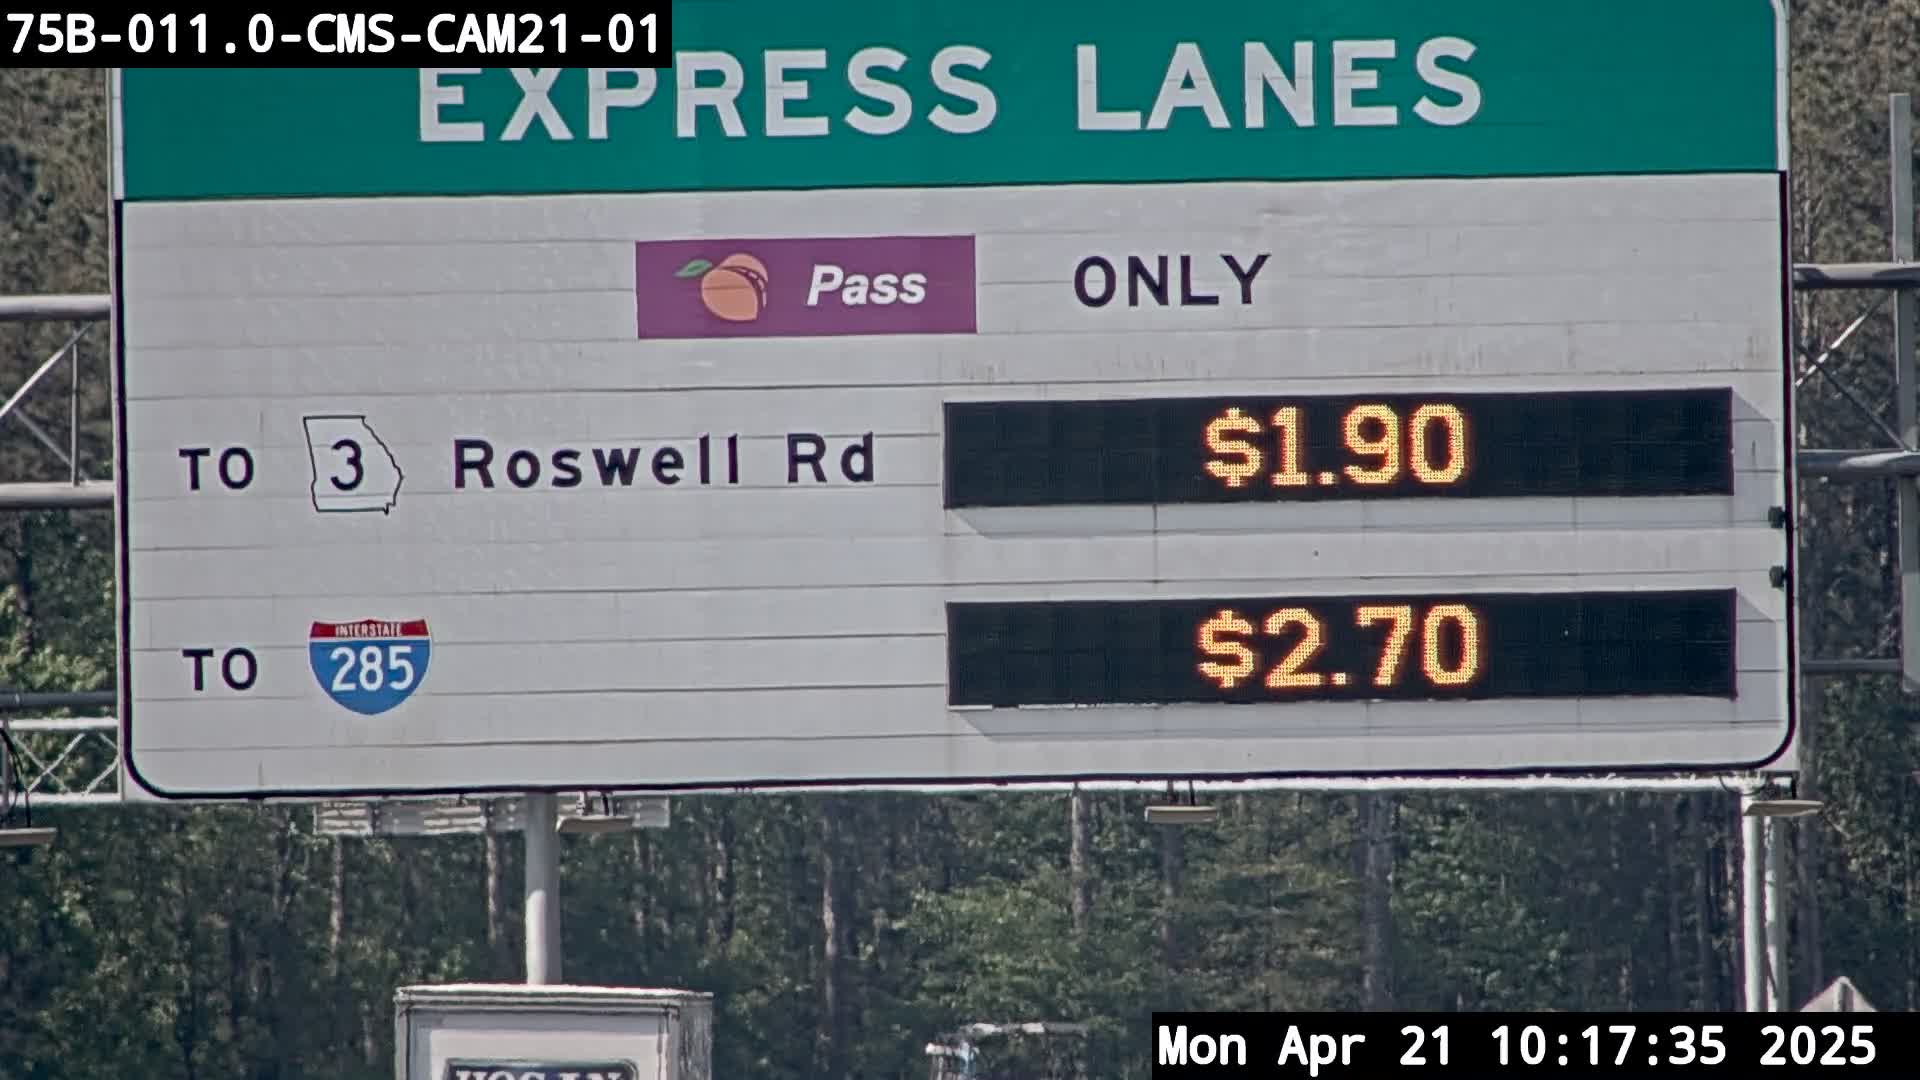 75B-011.0-CMS-CAM21-01
EXPRESS LANES
Pass ONLY
TO 3 Roswell Rd $1.90
INTERSTATE
TO 285 $2.70
Mon Apr 21 10:17:35 2025